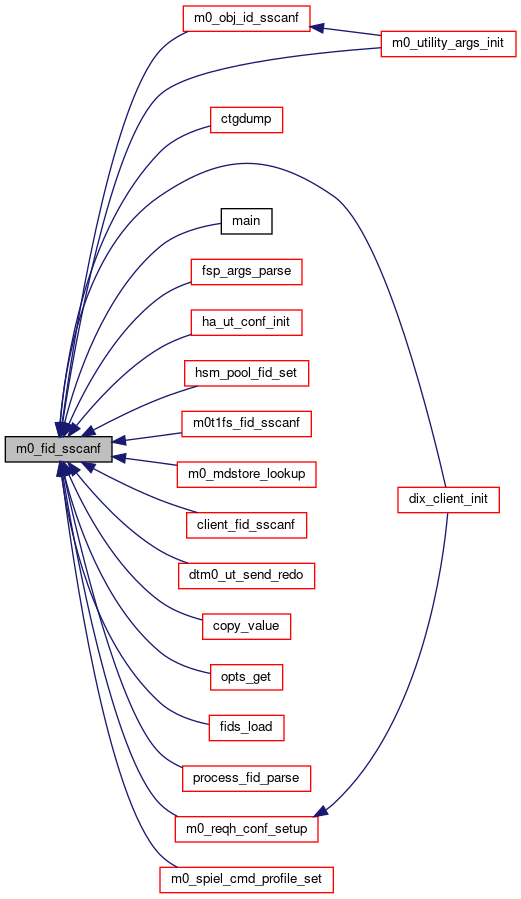 m0_obj_id_sscanf
m0_utility_args_init
ctgdump
main
fsp_args_parse
ha_ut_conf_init
hsm_pool_fid_set
m0t1fs_fid_sscanf
m0_fid_sscanf
m0_mdstore_lookup
dix_client_init
client_fid_sscanf
dtm0_ut_send_redo
copy_value
opts_get
fids_load
process_fid_parse
m0_reqh_conf_setup
m0_spiel_cmd_profile_set